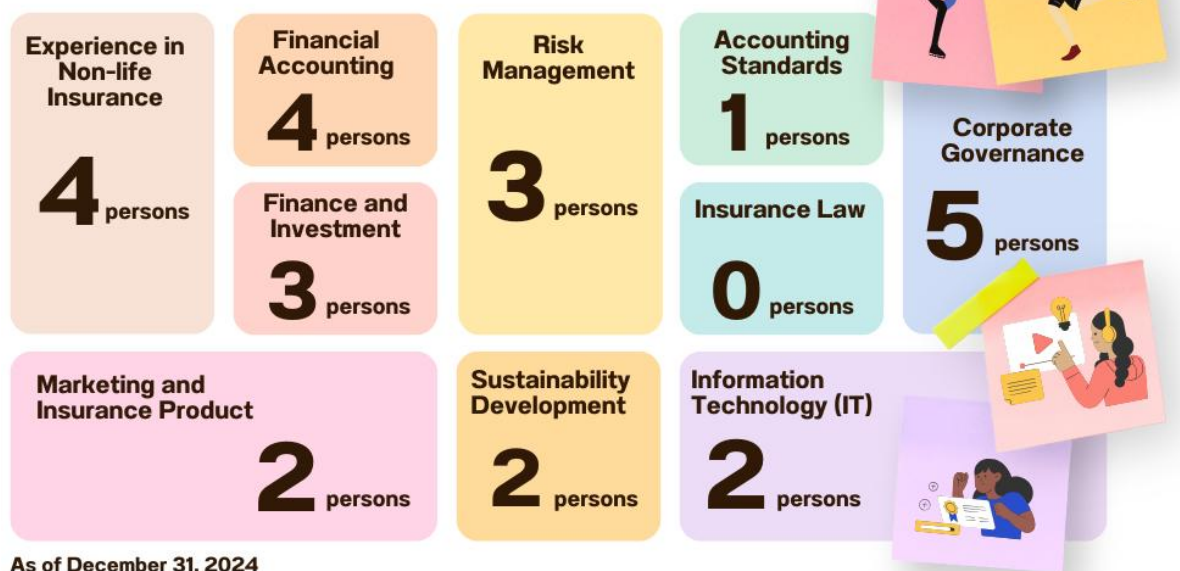 Experience in
Non-life
Insurance
4 persons
Financial
Accounting
4 persons
Finance and
Investment
3 persons
Risk
Management
3 persons
Accounting
Standards
1 persons
Insurance Law
0 persons
Corporate
Governance
5 persons
Marketing and
Insurance Product
2 persons
Sustainability
Development
2 persons
Information
Technology (IT)
2 persons
As of December 31, 2024